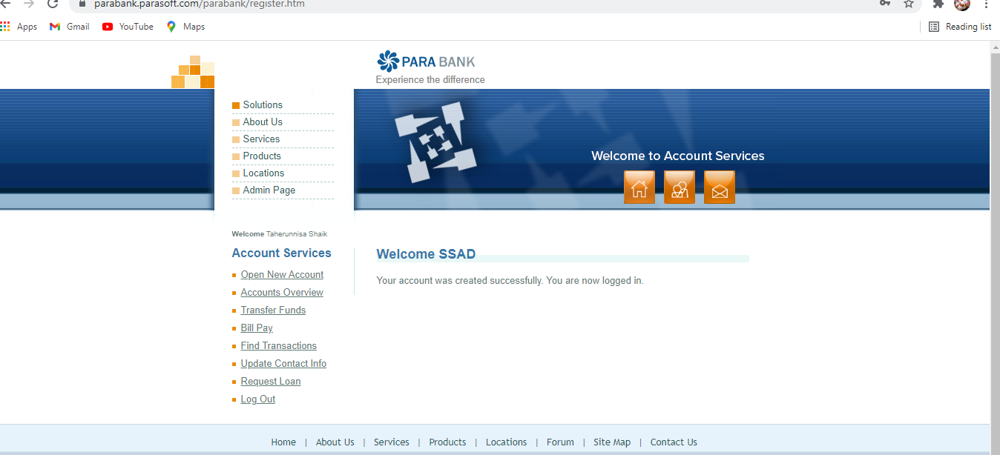 parabank.parasoft.com/parabank/register.htm
Apps Gmail YouTube Maps Reading list
PARA BANK
Experience the difference
Solutions
About Us
Services
Products
Locations
Admin Page
Welcome to Account Services
Welcome Taherunnisa Shaik
Account Services
Open New Account
Accounts Overview
Transfer Funds
Bill Pay
Find Transactions
Update Contact Info
Request Loan
Log Out
Welcome SSAD
Your account was created successfully. You are now logged in.
Home | About Us | Services | Products | Locations | Forum | Site Map | Contact Us